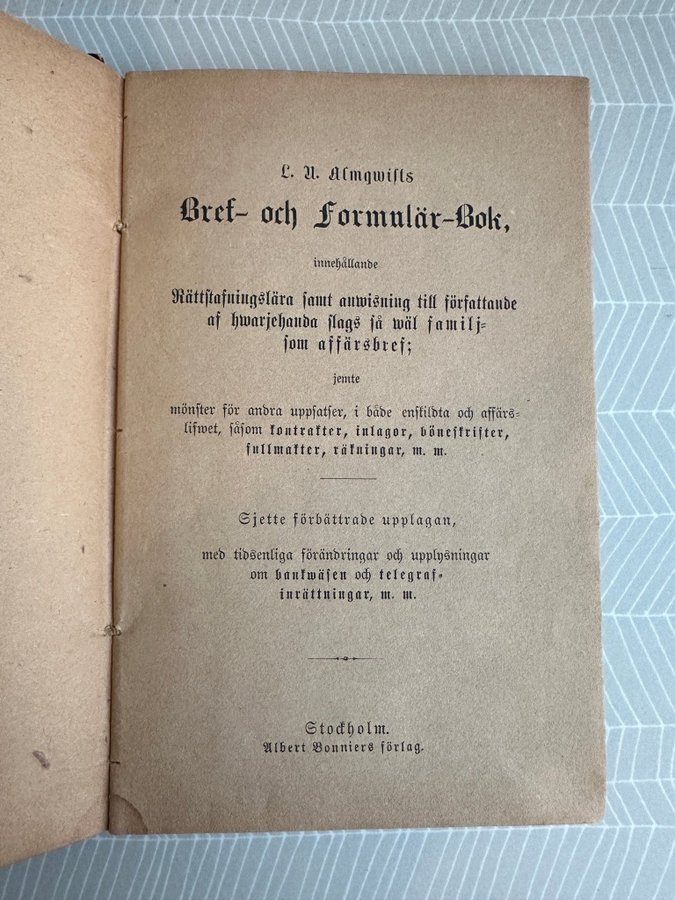 L. A. Almqwists
Bref- och Formulär-Bok,
innehållande
Rättstafningslära samt anwisning till författande
af hwarjehanda slags så wäl familj-
som affärsbref;
jemte
mönster för andra uppsatser, i både enskildta och affärs-
lifwet, såsom kontrakter, inlagor, böneskrifter,
fullmakter, räkningar, m. m.
Sjette förbättrade upplagan,
med tidsenliga förändringar och upplysningar
om bankwäsen och telegraf-
inrättningar, m. m.
Stockholm.
Albert Bonniers förlag.